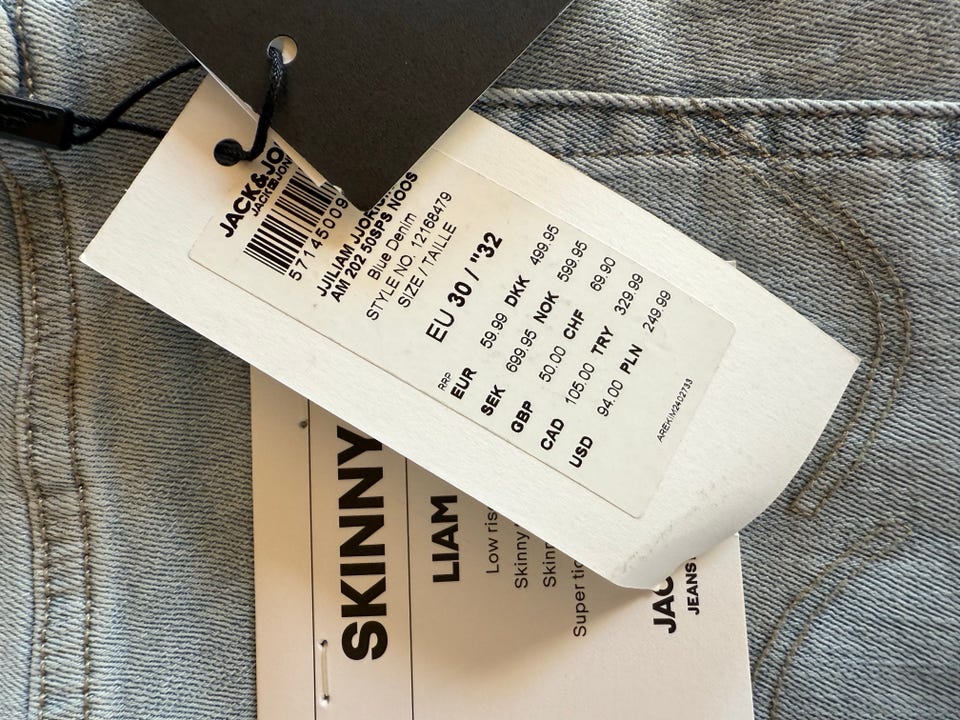 JACK&JO
JACK&JON
57145009
JJILIAM
AM 202 50SPS NOOS
Blue Denim
STYLE NO. 12168479
SIZE / TAILLE
EU 30 / "32
RRP
EUR 59.99 DKK 499.95
SEK 699.95 NOK 599.95
GBP 50.00 CHF 69.90
CAD 105.00 TRY 329.99
USD 94.00 PLN 249.99
AREKIM2402733
SKINNY
LIAM
Low ris
Skinny
Skinn
Super tig
JAC
JEANS